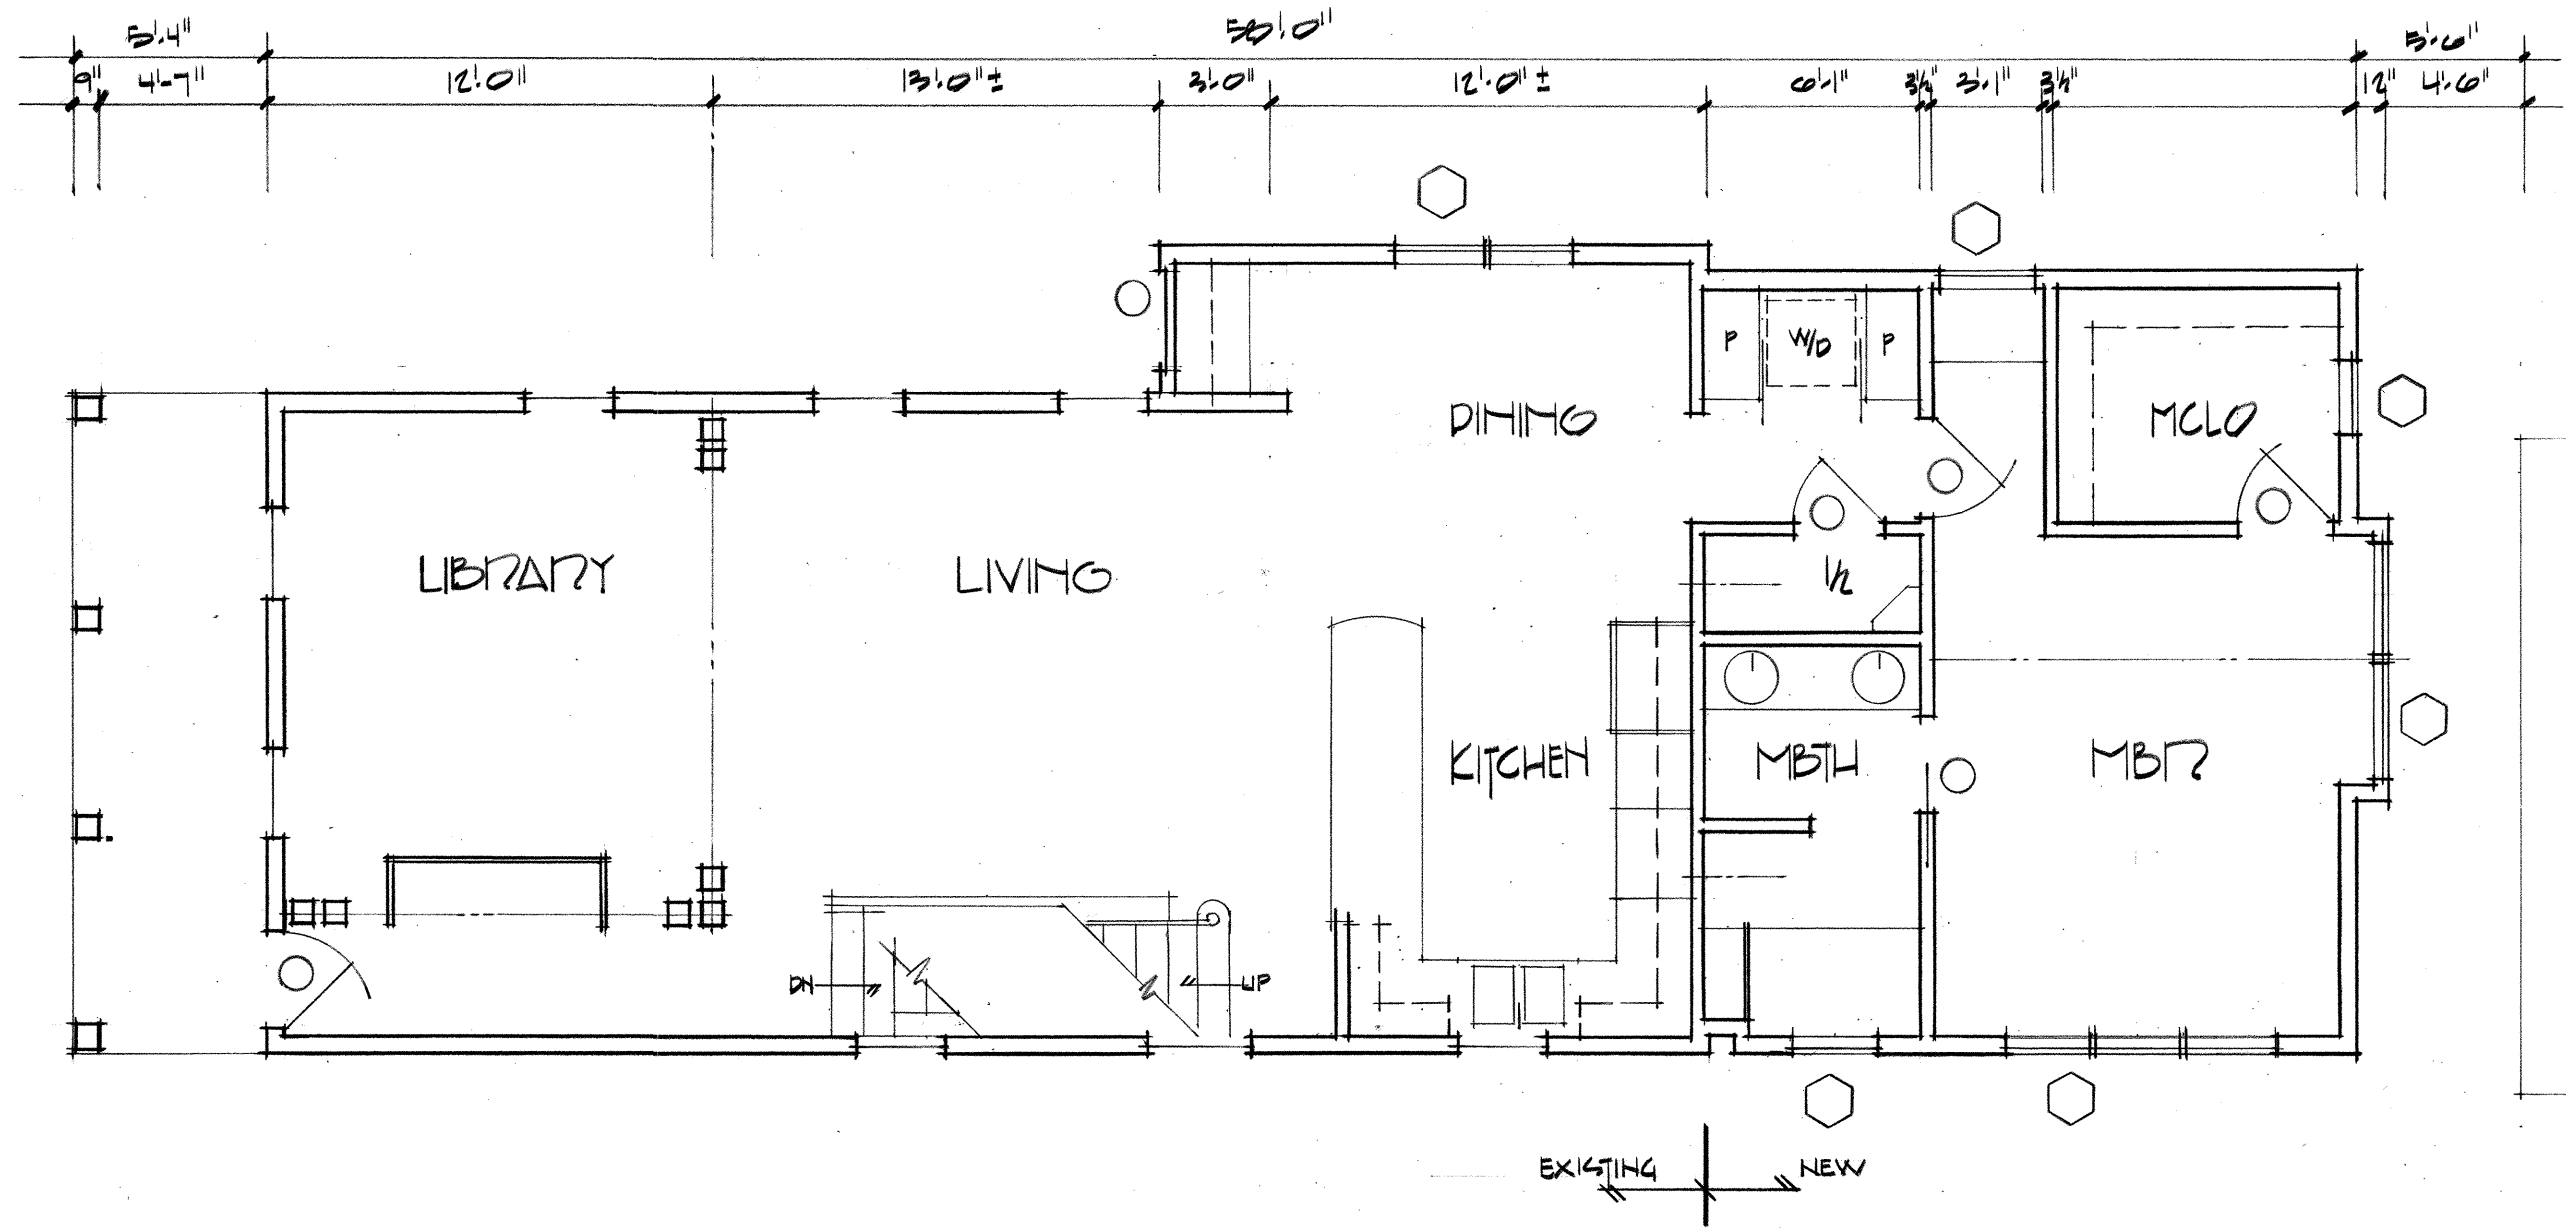 5'.4"
5'.6"
9"
4'-7"
12'.0"
13'.0"±
3'.0"
12'.0"±
6'.1"
3½"
3'.1"
3½"
12"
4'.6"
P
W/D
P
DINING
MCLO
LIBRARY
LIVING
½
KITCHEN
MBTH
MBR
DN
UP
EXISTING
NEW